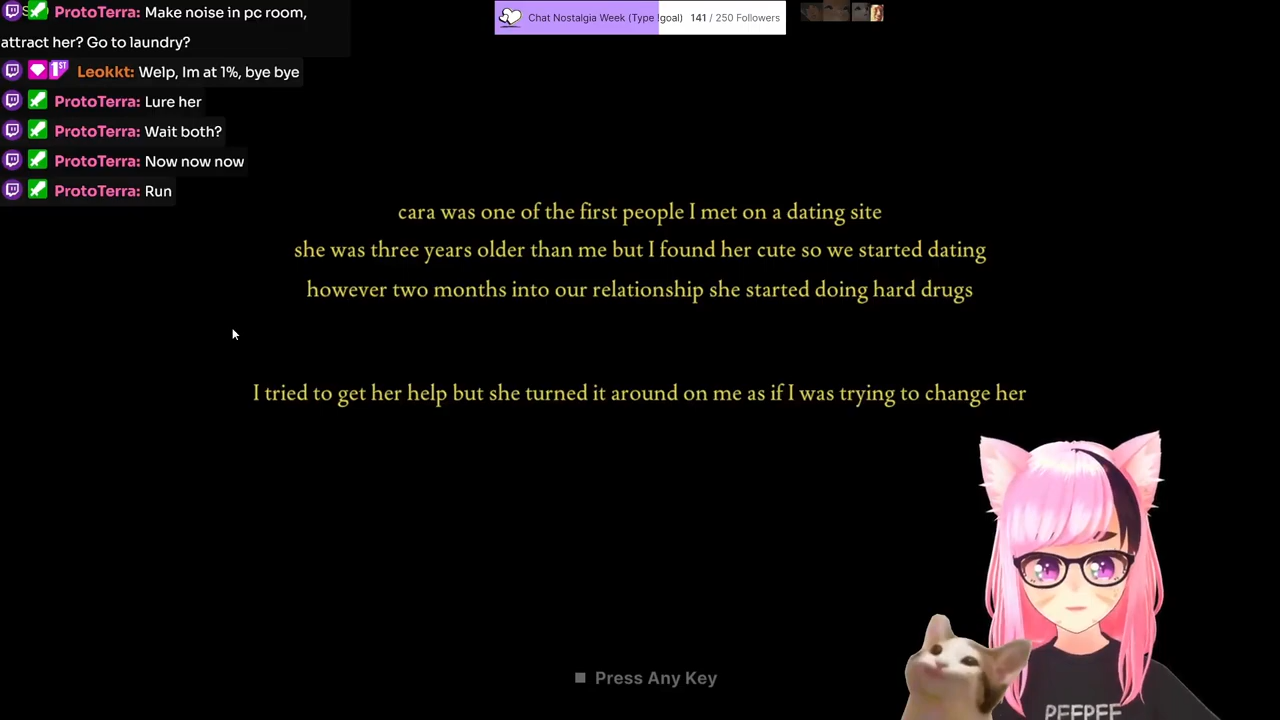 ProtoTerra: Make noise in pc room,
attract her? Go to laundry?
Leokkt: Welp, Im at 1%, bye bye
ProtoTerra: Lure her
ProtoTerra: Wait both?
ProtoTerra: Now now now
ProtoTerra: Run
Chat Nostalgia Week (Type !goal) 141 / 250 Followers
cara was one of the first people I met on a dating site
she was three years older than me but I found her cute so we started dating
however two months into our relationship she started doing hard drugs
I tried to get her help but she turned it around on me as if I was trying to change her
Press Any Key
PEEPEE